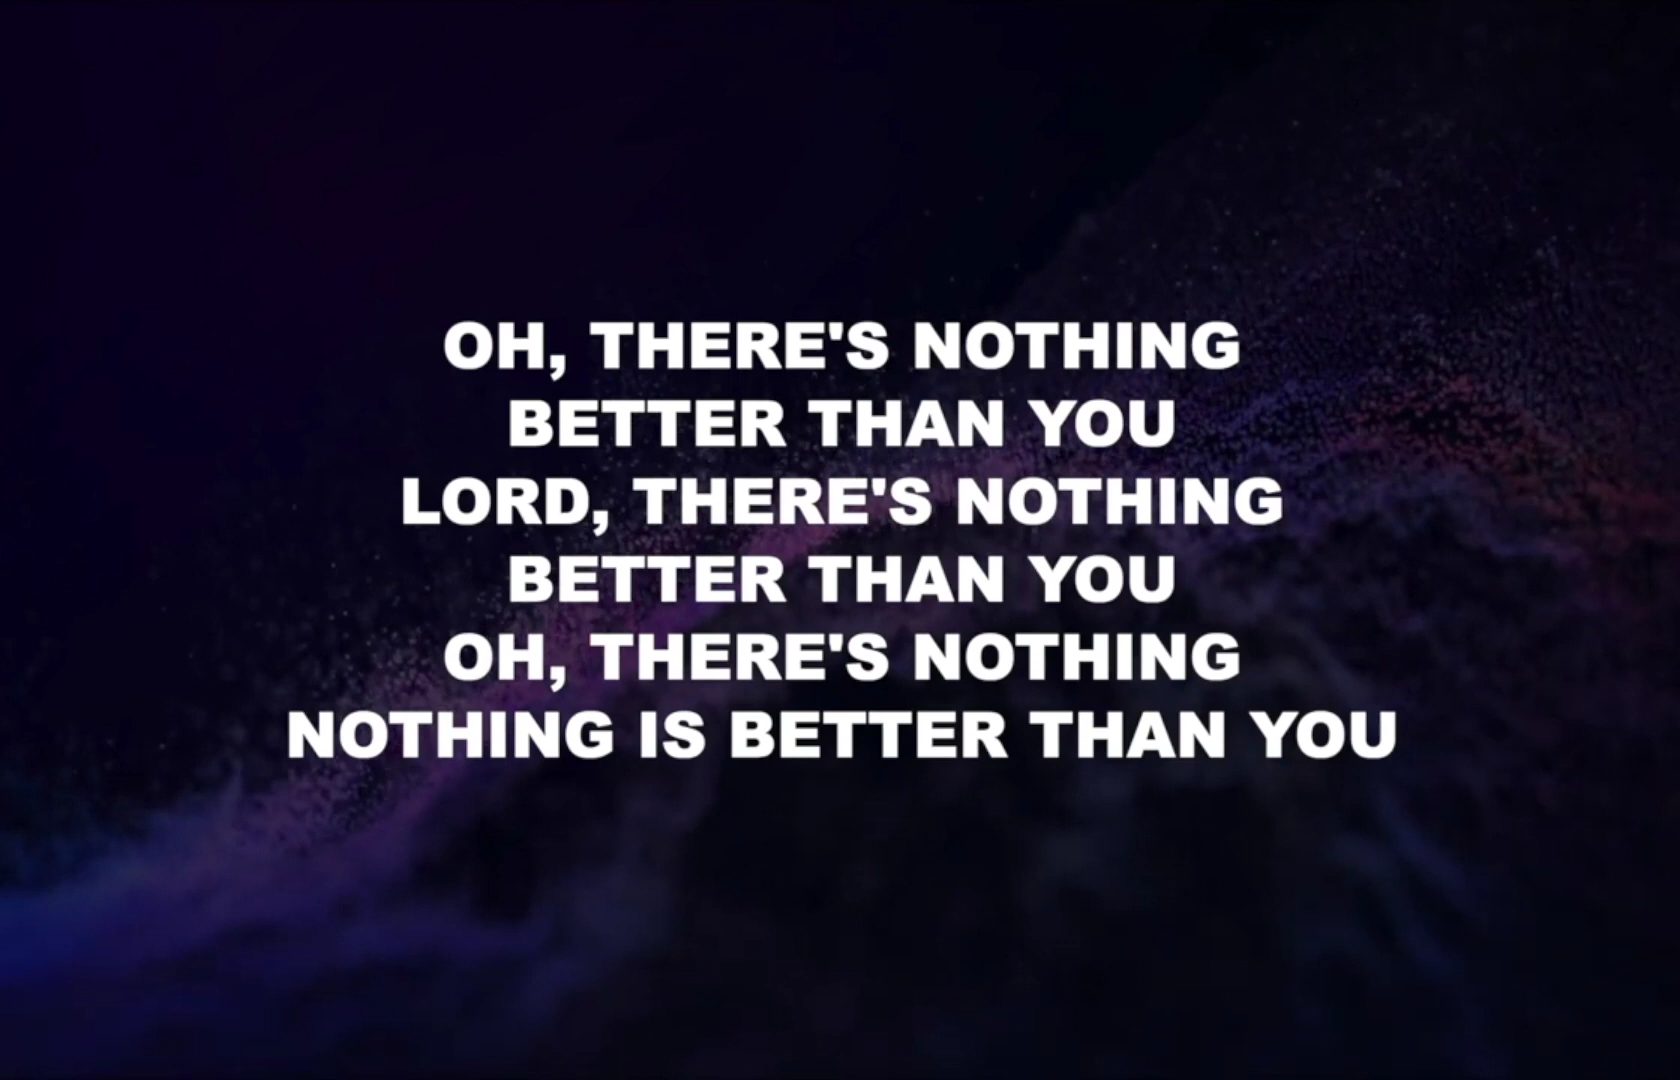 OH, THERE'S NOTHING
BETTER THAN YOU
LORD, THERE'S NOTHING
BETTER THAN YOU
OH, THERE'S NOTHING
NOTHING IS BETTER THAN YOU